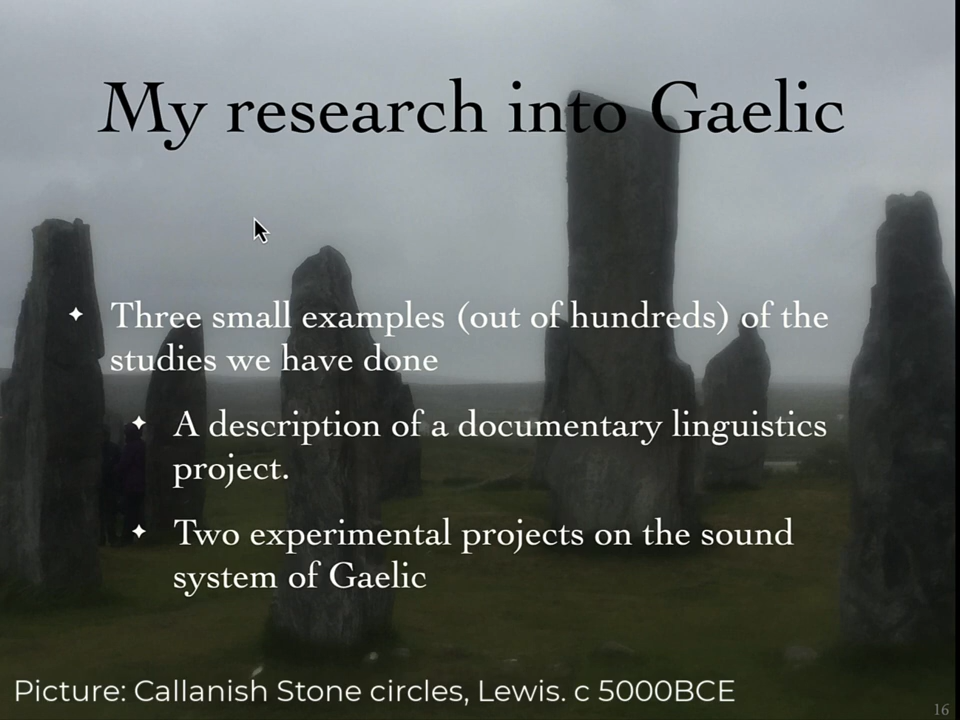 My research into Gaelic
✦ Three small examples (out of hundreds) of the
studies we have done
✦ A description of a documentary linguistics
project.
✦ Two experimental projects on the sound
system of Gaelic
Picture: Callanish Stone circles, Lewis. c 5000BCE
16